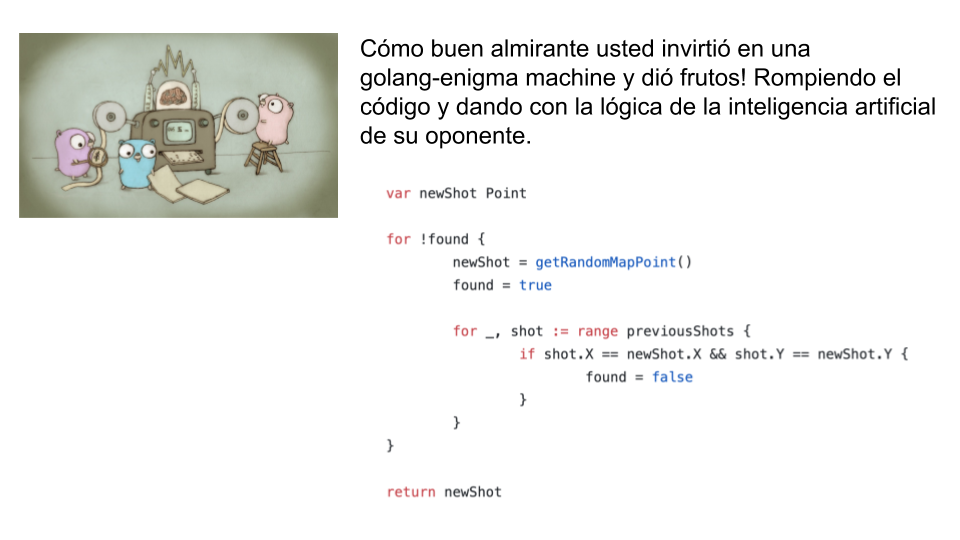 Cómo buen almirante usted invirtió en una
golang-enigma machine y dió frutos! Rompiendo el
código y dando con la lógica de la inteligencia artificial
de su oponente.
var newShot Point
for !found {
newShot = getRandomMapPoint()
found = true
for _, shot := range previousShots {
if shot.X == newShot.X && shot.Y == newShot.Y {
found = false
}
}
}
return newShot